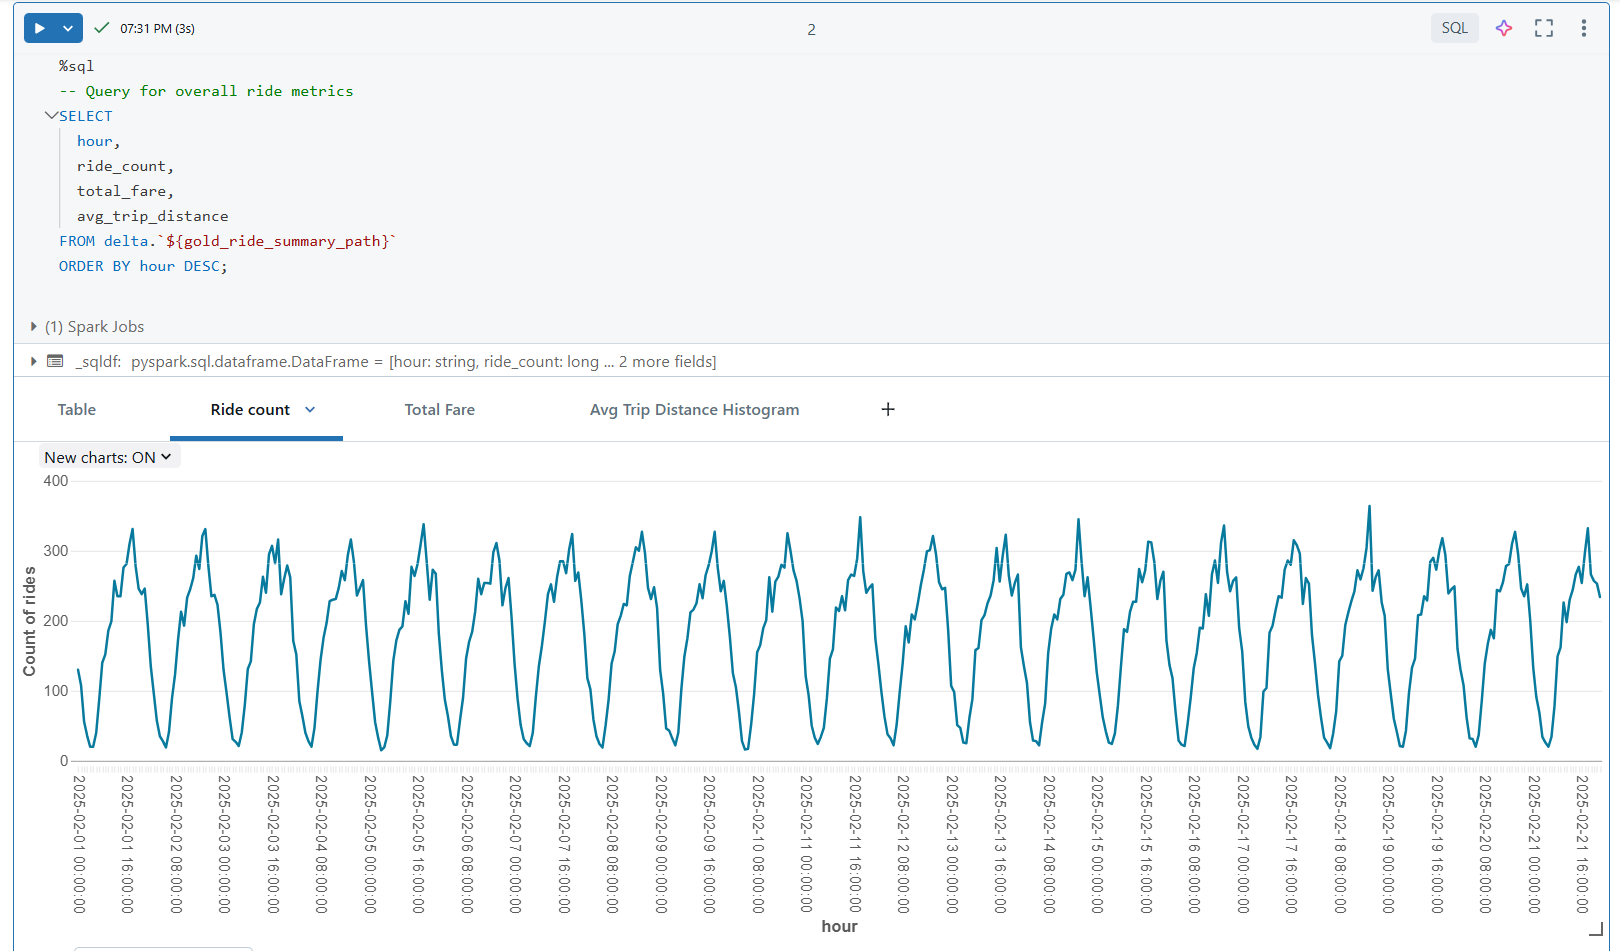 07:31 PM (3s)
2
SQL
%sql
-- Query for overall ride metrics
SELECT
hour,
ride_count,
total_fare,
avg_trip_distance
FROM delta.`${gold_ride_summary_path}`
ORDER BY hour DESC;
(1) Spark Jobs
_sqldf: pyspark.sql.dataframe.DataFrame = [hour: string, ride_count: long ... 2 more fields]
Table Ride count Total Fare Avg Trip Distance Histogram +
New charts: ON
400
300
200
100
0
Count of rides
2025-02-01 00:00:00
2025-02-01 16:00:00
2025-02-02 08:00:00
2025-02-03 00:00:00
2025-02-03 16:00:00
2025-02-04 08:00:00
2025-02-05 00:00:00
2025-02-05 16:00:00
2025-02-06 08:00:00
2025-02-07 00:00:00
2025-02-07 16:00:00
2025-02-08 08:00:00
2025-02-09 00:00:00
2025-02-09 16:00:00
2025-02-10 08:00:00
2025-02-11 00:00:00
2025-02-11 16:00:00
2025-02-12 08:00:00
2025-02-13 00:00:00
2025-02-13 16:00:00
2025-02-14 08:00:00
2025-02-15 00:00:00
2025-02-15 16:00:00
2025-02-16 08:00:00
2025-02-17 00:00:00
2025-02-17 16:00:00
2025-02-18 08:00:00
2025-02-19 00:00:00
2025-02-19 16:00:00
2025-02-20 08:00:00
2025-02-21 00:00:00
2025-02-21 16:00:00
hour